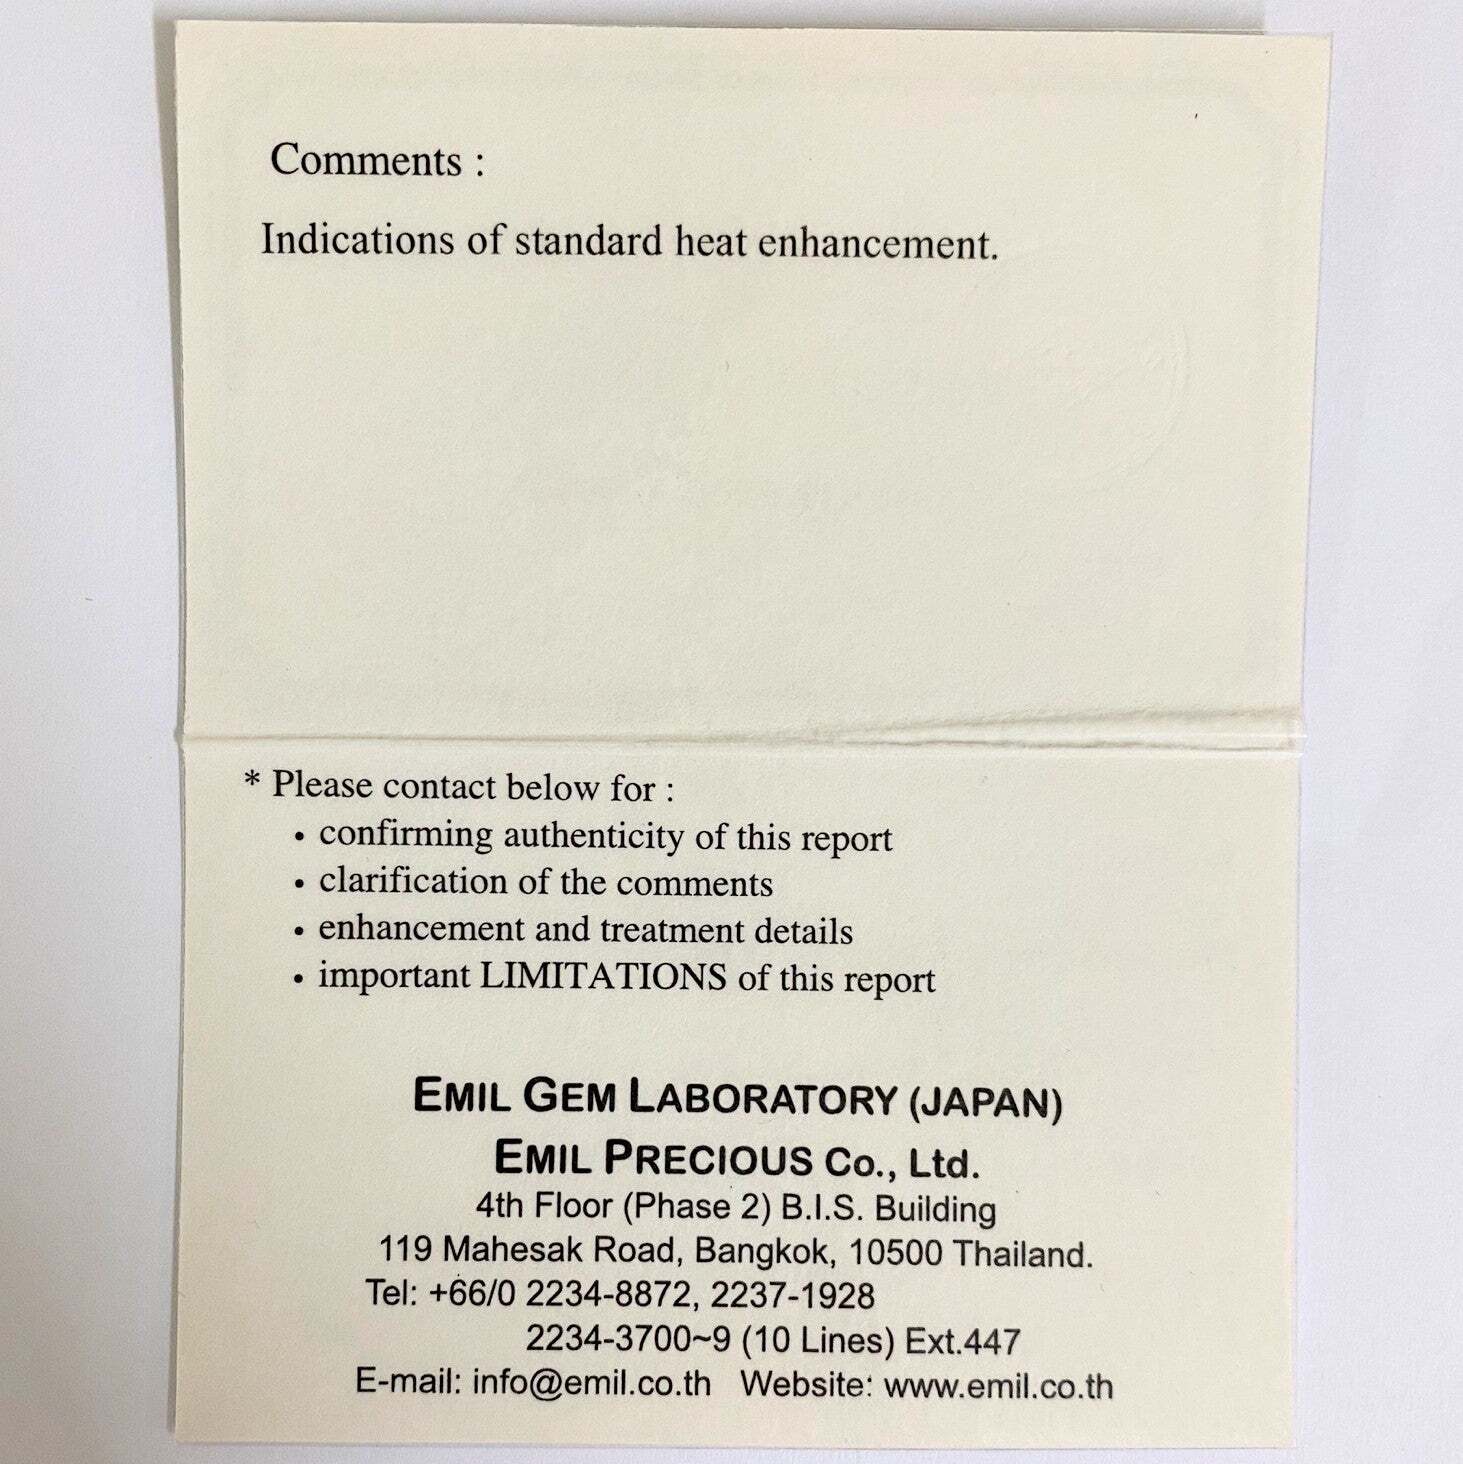 Comments :
Indications of standard heat enhancement.
* Please contact below for :
• confirming authenticity of this report
• clarification of the comments
• enhancement and treatment details
• important LIMITATIONS of this report
EMIL GEM LABORATORY (JAPAN)
EMIL PRECIOUS Co., Ltd.
4th Floor (Phase 2) B.I.S. Building
119 Mahesak Road, Bangkok, 10500 Thailand.
Tel: +66/0 2234-8872, 2237-1928
2234-3700~9 (10 Lines) Ext.447
E-mail: info@emil.co.th Website: www.emil.co.th